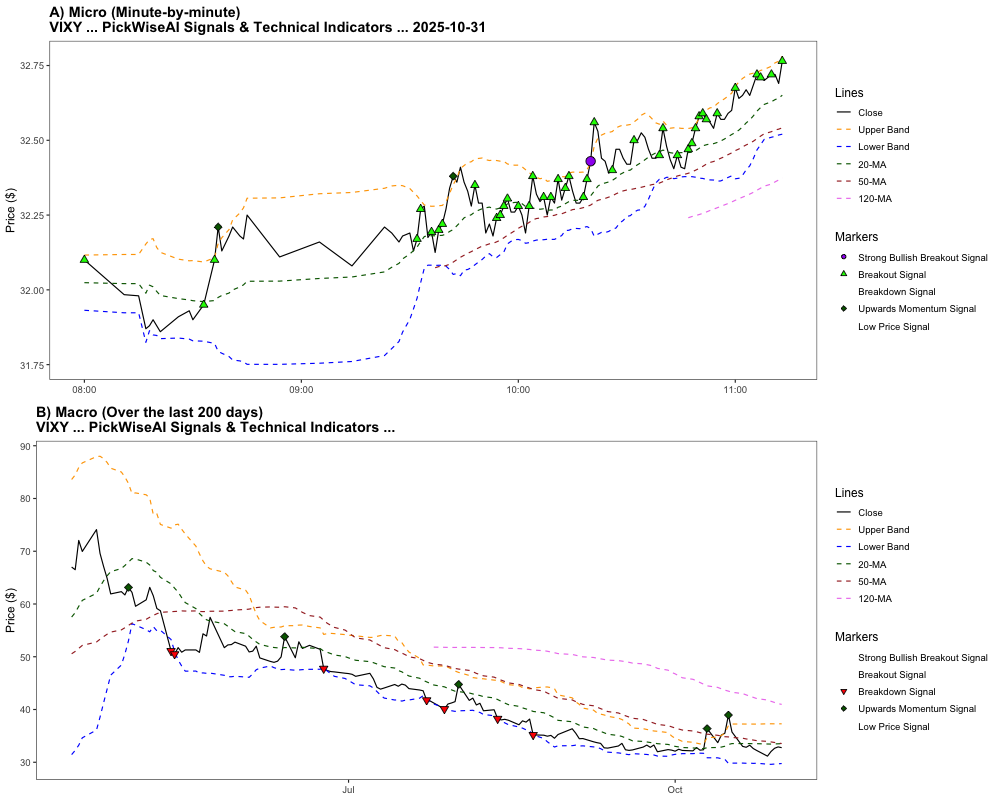 A) Micro (Minute-by-minute)
VIXY ... PickWiseAI Signals & Technical Indicators ... 2025-10-31
Price ($)
32.75
32.50
32.25
32.00
31.75
08:00
09:00
10:00
11:00
Lines
Close
Upper Band
Lower Band
20-MA
50-MA
120-MA
Markers
Strong Bullish Breakout Signal
Breakout Signal
Breakdown Signal
Upwards Momentum Signal
Low Price Signal
B) Macro (Over the last 200 days)
VIXY ... PickWiseAI Signals & Technical Indicators ...
Price ($)
90
80
70
60
50
40
30
Jul
Oct
Lines
Close
Upper Band
Lower Band
20-MA
50-MA
120-MA
Markers
Strong Bullish Breakout Signal
Breakout Signal
Breakdown Signal
Upwards Momentum Signal
Low Price Signal